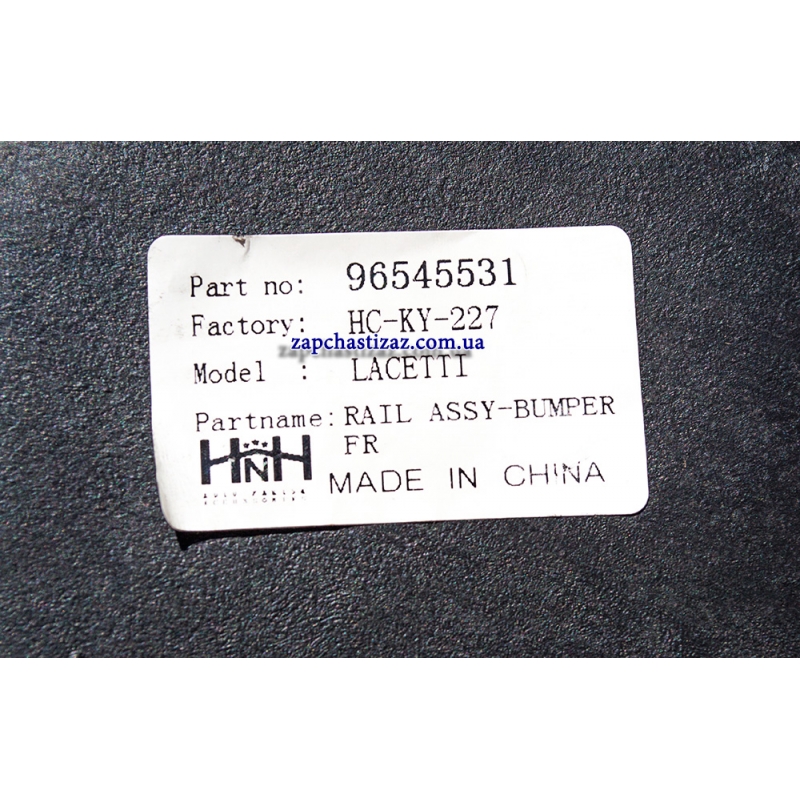 Part no: 96545531
Factory: HC-KY-227
zapchastizaz.com.ua
Model : LACETTI
Partname: RAIL ASSY-BUMPER
FR
HNH
MADE IN CHINA